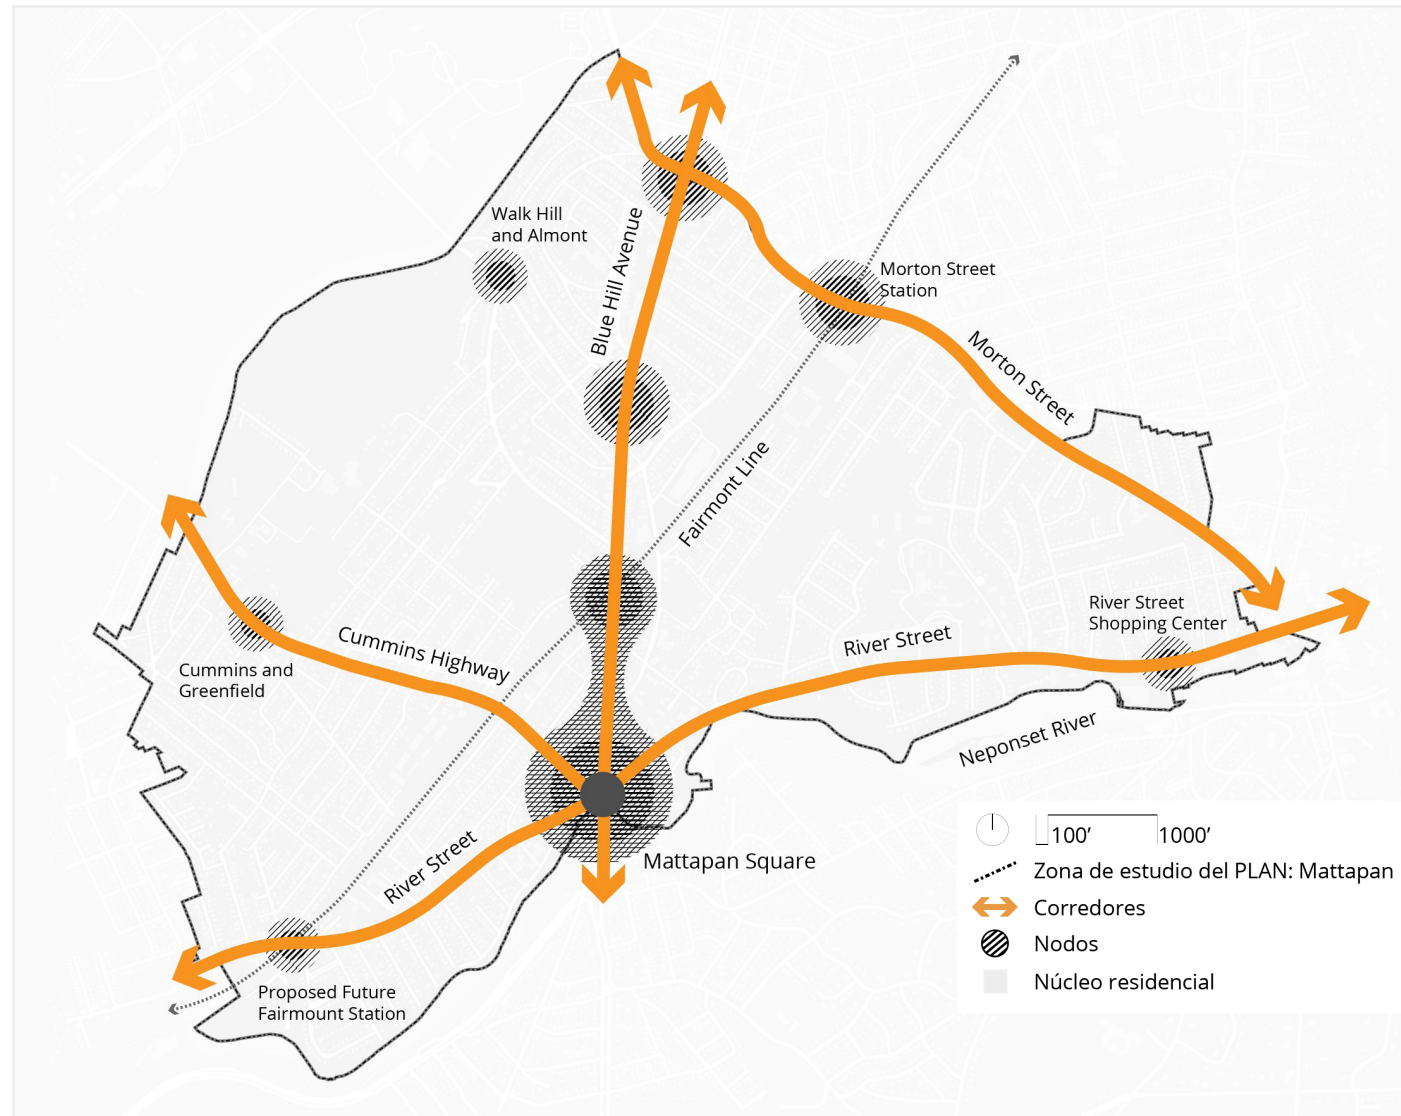 Walk Hill
and Almont
Blue Hill Avenue
Morton Street
Station
Morton Street
Fairmont Line
River Street
Shopping Center
River Street
Cummins Highway
Cummins and
Greenfield
Neponset River
Mattapan Square
River Street
Proposed Future
Fairmount Station
100’ 1000’
Zona de estudio del PLAN: Mattapan
Corredores
Nodos
Núcleo residencial